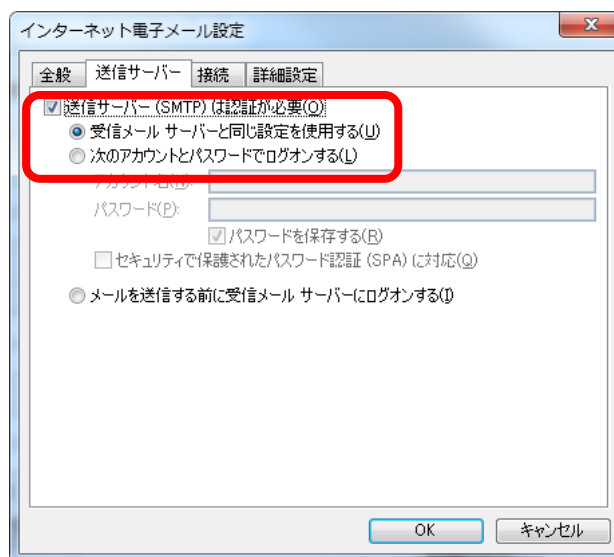 インターネット電子メール設定
全般 送信サーバー 接続 詳細設定
送信サーバー (SMTP) は認証が必要(O)
受信メール サーバーと同じ設定を使用する(U)
次のアカウントとパスワードでログオンする(L)
アカウント名(N):
パスワード(P):
パスワードを保存する(R)
セキュリティで保護されたパスワード認証 (SPA) に対応(Q)
メールを送信する前に受信メール サーバーにログオンする(I)
OK キャンセル